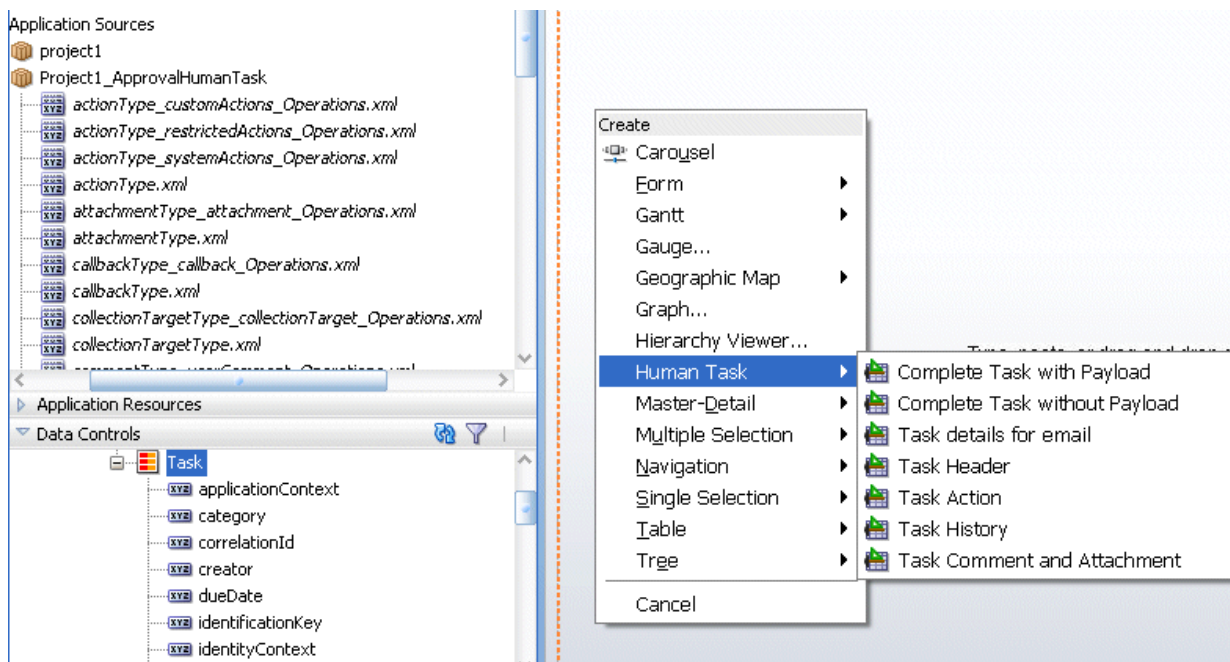 Application Sources
project1
Project1_ApprovalHumanTask
actionType_customActions_Operations.xml
actionType_restrictedActions_Operations.xml
actionType_systemActions_Operations.xml
actionType.xml
attachmentType_attachment_Operations.xml
attachmentType.xml
callbackType_callback_Operations.xml
callbackType.xml
collectionTargetType_collectionTarget_Operations.xml
collectionTargetType.xml
Application Resources
Data Controls
Task
applicationContext
category
correlationId
creator
dueDate
identificationKey
identityContext
Create
Carousel
Form
Gantt
Gauge...
Geographic Map
Graph...
Hierarchy Viewer...
Human Task
Master-Detail
Multiple Selection
Navigation
Single Selection
Table
Tree
Cancel
Complete Task with Payload
Complete Task without Payload
Task details for email
Task Header
Task Action
Task History
Task Comment and Attachment